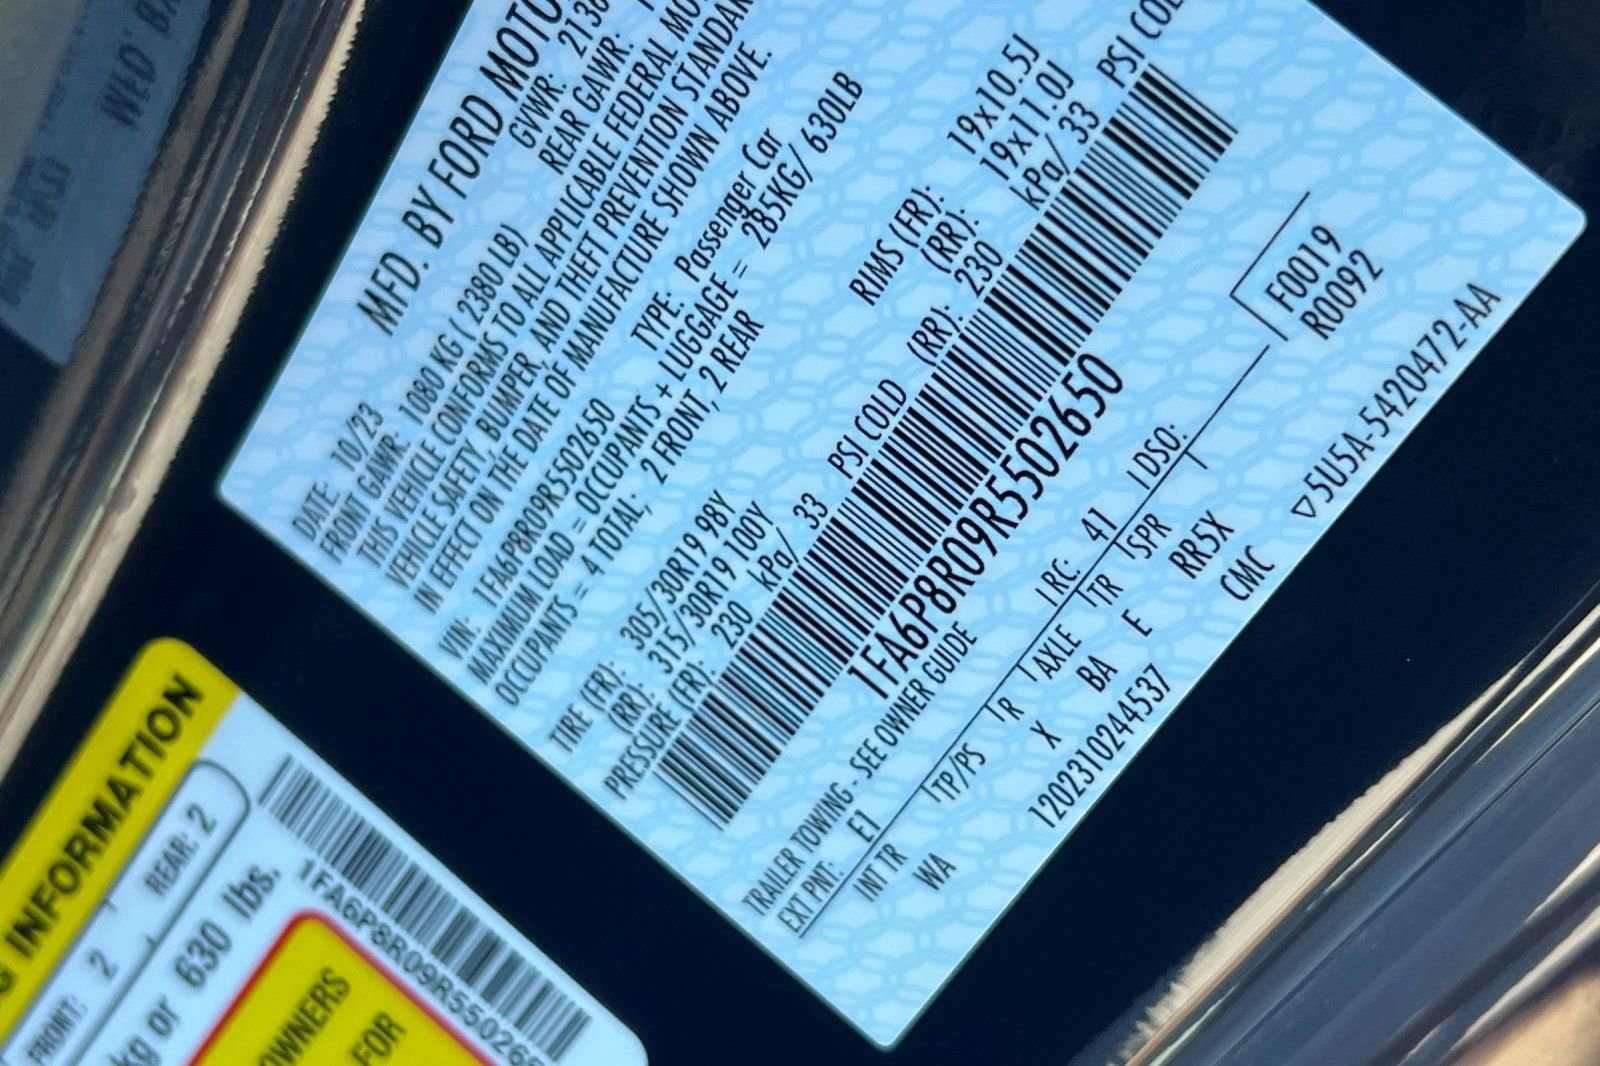 MFD. BY FORD MOTO
DATE: 10/23 GVWR: 2138
FRONT GAWR: 1080 KG ( 2380 LB) REAR GAWR:
THIS VEHICLE CONFORMS TO ALL APPLICABLE FEDERAL MO
VEHICLE SAFETY, BUMPER, AND THEFT PREVENTION STANDAR
IN EFFECT ON THE DATE OF MANUFACTURE SHOWN ABOVE.
VIN: 1FA6P8R09R5502650 TYPE: Passenger Car
MAXIMUM LOAD = OCCUPANTS + LUGGAGE = 285KG/ 630LB
OCCUPANTS = 4 TOTAL; 2 FRONT, 2 REAR
TIRE (FR): 305/30R19 98Y RIMS (FR): 19x10.5J
(RR): 315/30R19 100Y (RR): 19x11.0J
PRESSURE (FR): 230 kPa/ 33 PSI COLD (RR): 230 kPa/ 33 PSI COL
1FA6P8R09R5502650
TRAILER TOWING - SEE OWNER GUIDE
EXT PNT: E1 RC: 41 DSO:
F0019
R0092
INT TR TP/PS R AXLE TR SPR
WA X BA E RR5X
CMC
1202310244537
▽5U5A-5420472-AA
G INFORMATION
FRONT: 2 REAR: 2
kg or 630 lbs.
1FA6P8R09R550265
OWNERS
FOR